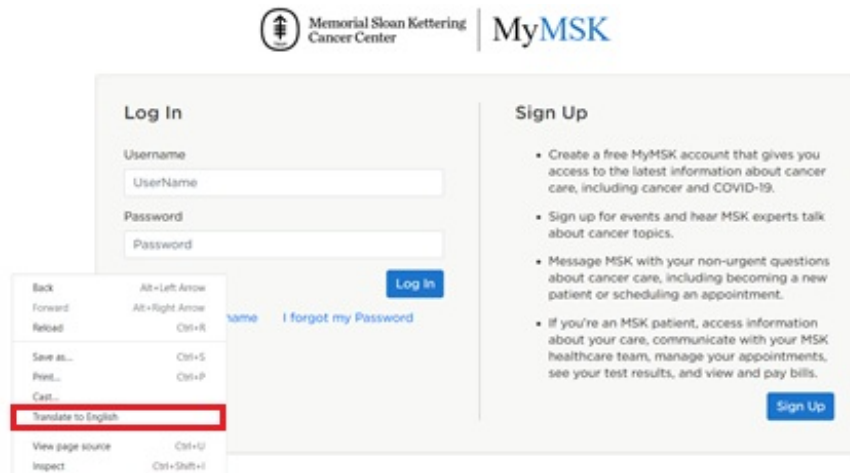 Memorial Sloan Kettering
Cancer Center
MyMSK
Log In
Username
UserName
Password
Password
Log In
name
I forgot my Password
Sign Up
• Create a free MyMSK account that gives you
access to the latest information about cancer
care, including cancer and COVID-19.
• Sign up for events and hear MSK experts talk
about cancer topics.
• Message MSK with your non-urgent questions
about cancer care, including becoming a new
patient or scheduling an appointment.
• If you're an MSK patient, access information
about your care, communicate with your MSK
healthcare team, manage your appointments,
see your test results, and view and pay bills.
Sign Up
Back Alt+Left Arrow
Forward Alt+Right Arrow
Reload Ctrl+R
Save as... Ctrl+S
Print... Ctrl+P
Cast...
Translate to English
View page source Ctrl+U
Inspect Ctrl+Shift+I